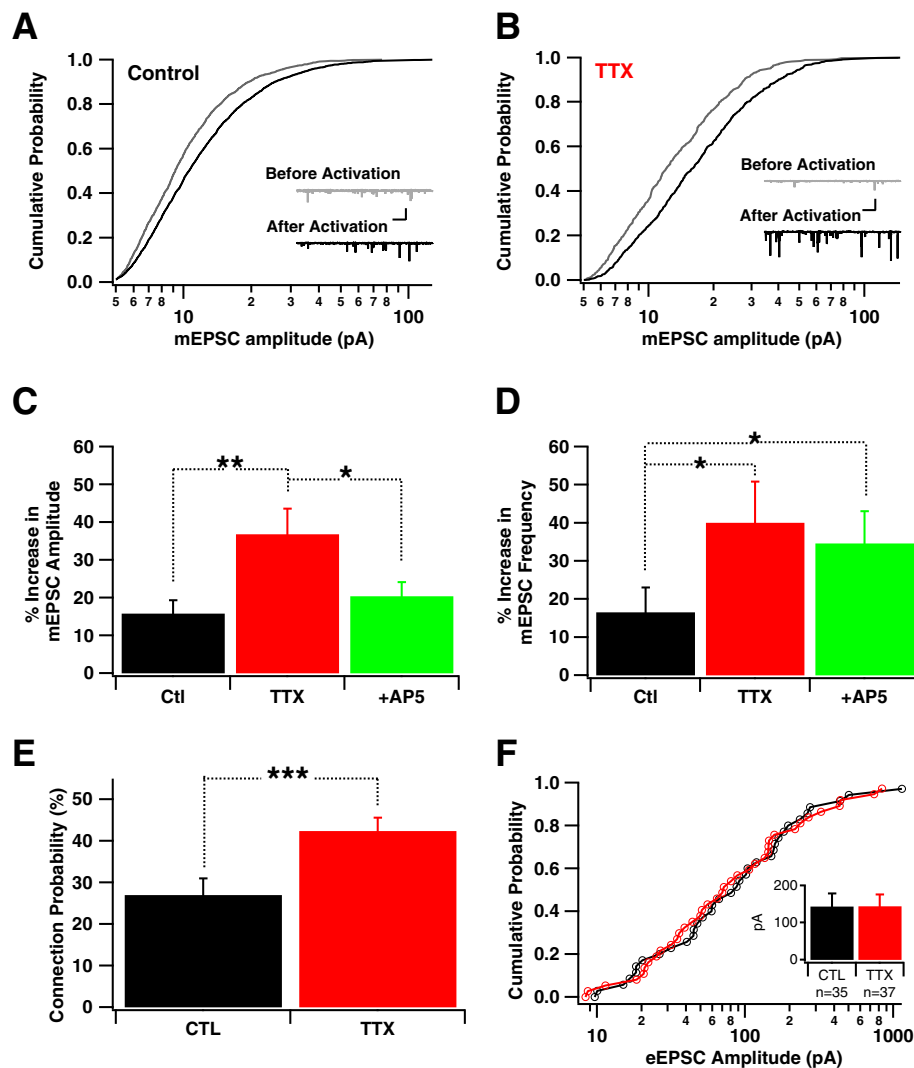 A
Control
Cumulative Probability
1.0
0.8
0.6
0.4
0.2
0.0
Before Activation
After Activation
5 6 7 8 10 2 3 4 5 6 7 8 100
mEPSC amplitude (pA)
B
TTX
Cumulative Probability
1.0
0.8
0.6
0.4
0.2
0.0
Before Activation
After Activation
5 6 7 8 10 2 3 4 5 6 7 8 100
mEPSC amplitude (pA)
C
% Increase in
mEPSC Amplitude
60
50
40
30
20
10
0
**
*
Ctl TTX +AP5
D
% Increase in
mEPSC Frequency
60
50
40
30
20
10
0
*
*
Ctl TTX +AP5
E
Connection Probability (%)
50
40
30
20
10
0
***
CTL TTX
F
Cumulative Probability
1.0
0.8
0.6
0.4
0.2
0.0
pA
200
100
0
CTL TTX
n=35 n=37
10 2 4 6 8 100 2 4 6 8 1000
eEPSC Amplitude (pA)